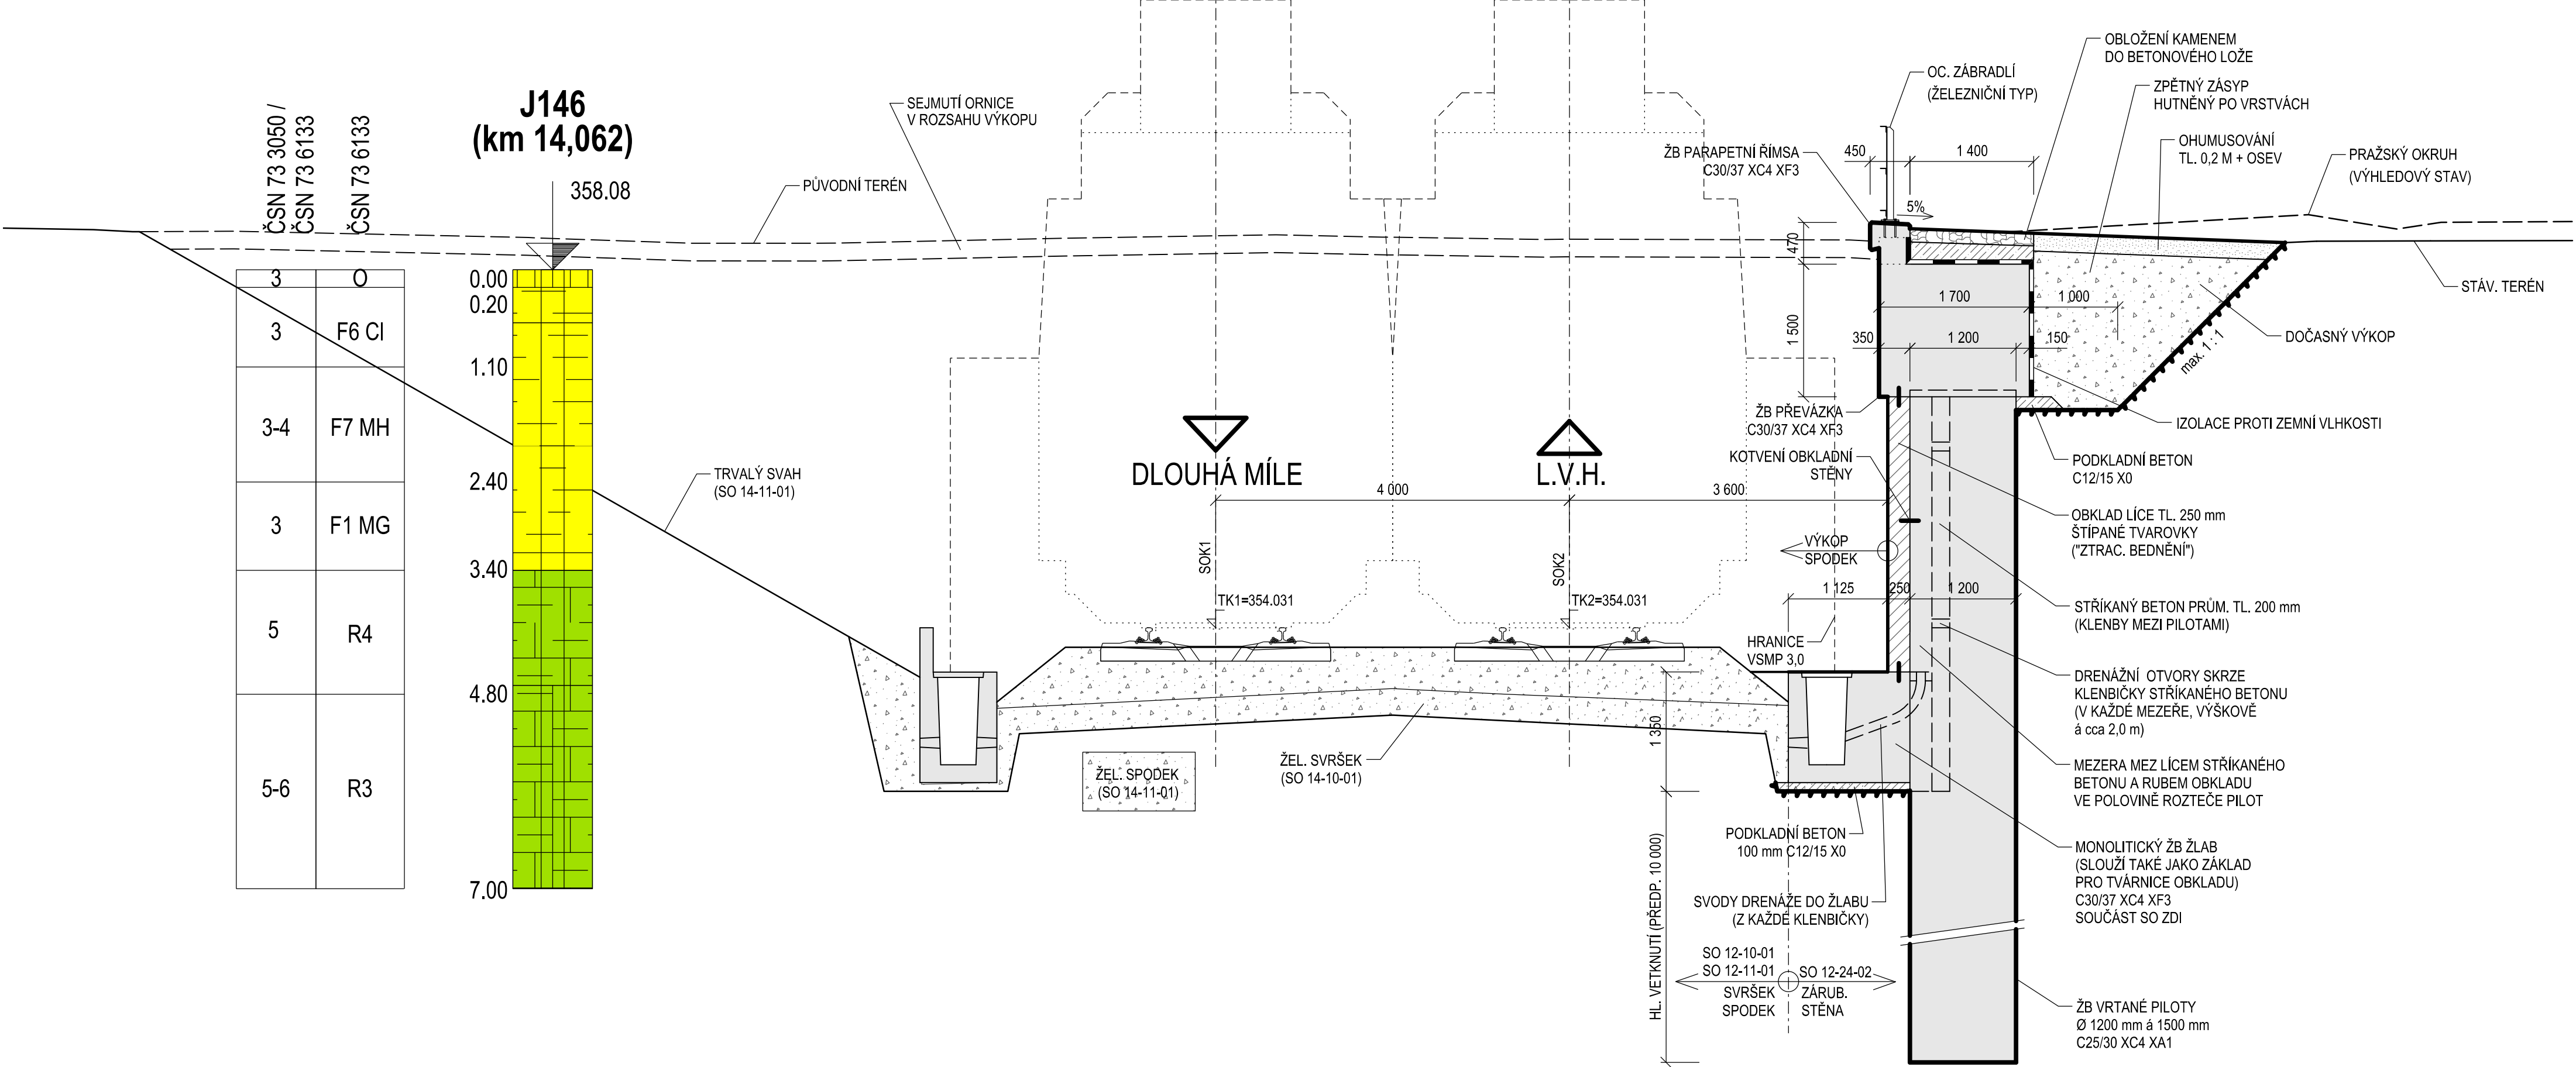 ČSN 73 3050 /
ČSN 73 6133
ČSN 73 6133
J146
(km 14,062)
358.08
3
O
0.00
0.20
3
F6 CI
1.10
3-4
F7 MH
2.40
3
F1 MG
3.40
5
R4
4.80
5-6
R3
7.00
PŮVODNÍ TERÉN
SEJMUTÍ ORNICE
V ROZSAHU VÝKOPU
TRVALÝ SVAH
(SO 14-11-01)
DLOUHÁ MÍLE
L.V.H.
4 000
3 600
SOK1
SOK2
TK1=354.031
TK2=354.031
ŽEL. SPODEK
(SO 14-11-01)
ŽEL. SVRŠEK
(SO 14-10-01)
OC. ZÁBRADLÍ
(ŽELEZNIČNÍ TYP)
ŽB PARAPETNÍ ŘÍMSA
C30/37 XC4 XF3
450
1 400
5%
470
1 500
1 700
1 000
350
1 200
150
max. 1 : 1
ŽB PŘEVÁZKA
C30/37 XC4 XF3
KOTVENÍ OBKLADNÍ
STĚNY
VÝKOP
SPODEK
1 125
250
1 200
HRANICE
VSMP 3,0
1 350
PODKLADNÍ BETON
100 mm C12/15 X0
SVODY DRENÁŽE DO ŽLABU
(Z KAŽDÉ KLENBIČKY)
HL. VETKNUTÍ (PŘEDP. 10 000)
SO 12-10-01
SO 12-11-01
SO 12-24-02
SVRŠEK
SPODEK
ZÁRUB.
STĚNA
OBLOŽENÍ KAMENEM
DO BETONOVÉHO LOŽE
ZPĚTNÝ ZÁSYP
HUTNĚNÝ PO VRSTVÁCH
OHUMUSOVÁNÍ
TL. 0,2 M + OSEV
PRAŽSKÝ OKRUH
(VÝHLEDOVÝ STAV)
STÁV. TERÉN
DOČASNÝ VÝKOP
IZOLACE PROTI ZEMNÍ VLHKOSTI
PODKLADNÍ BETON
C12/15 X0
OBKLAD LÍCE TL. 250 mm
ŠTÍPANÉ TVAROVKY
("ZTRAC. BEDNĚNÍ")
STŘÍKANÝ BETON PRŮM. TL. 200 mm
(KLENBY MEZI PILOTAMI)
DRENÁŽNÍ OTVORY SKRZE
KLENBIČKY STŘÍKANÉHO BETONU
(V KAŽDÉ MEZEŘE, VÝŠKOVĚ
á cca 2,0 m)
MEZERA MEZ LÍCEM STŘÍKANÉHO
BETONU A RUBEM OBKLADU
VE POLOVINĚ ROZTEČE PILOT
MONOLITICKÝ ŽB ŽLAB
(SLOUŽÍ TAKÉ JAKO ZÁKLAD
PRO TVÁRNICE OBKLADU)
C30/37 XC4 XF3
SOUČÁST SO ZDI
ŽB VRTANÉ PILOTY
Ø 1200 mm á 1500 mm
C25/30 XC4 XA1